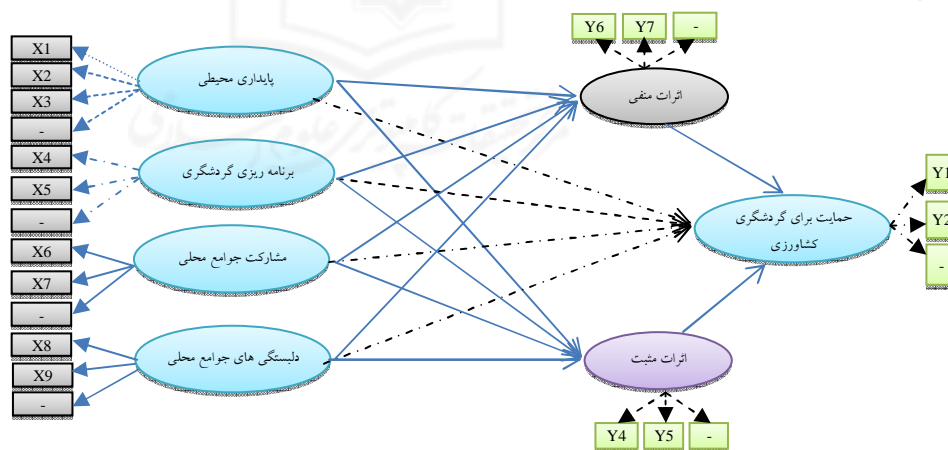 Y6 Y7 -
X1
X2
X3
-
X4
X5
-
X6
X7
-
X8
X9
-
پایداری محیطی
برنامه ریزی گردشگری
مشارکت جوامع محلی
دلبستگی های جوامع محلی
اثرات منفی
حمایت برای گردشگری
کشاورزی
اثرات مثبت
Y1
Y2
Y4 Y5 -